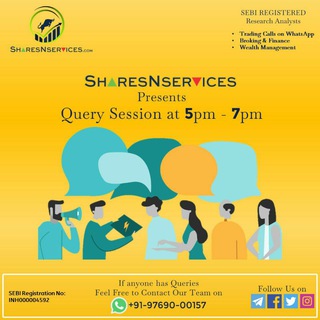 SHARESNSERVICES.COM
SEBI REGISTERED
Research Analysts
• Trading Calls on WhatsApp
• Broking & Finance
• Wealth Management
SHARESNSERVICES
Presents
Query Session at 5pm - 7pm
If anyone has Queries
Feel Free to Contact Our Team on
+91-97690-00157
SEBI Registration No:
INH000004592
Follow Us on